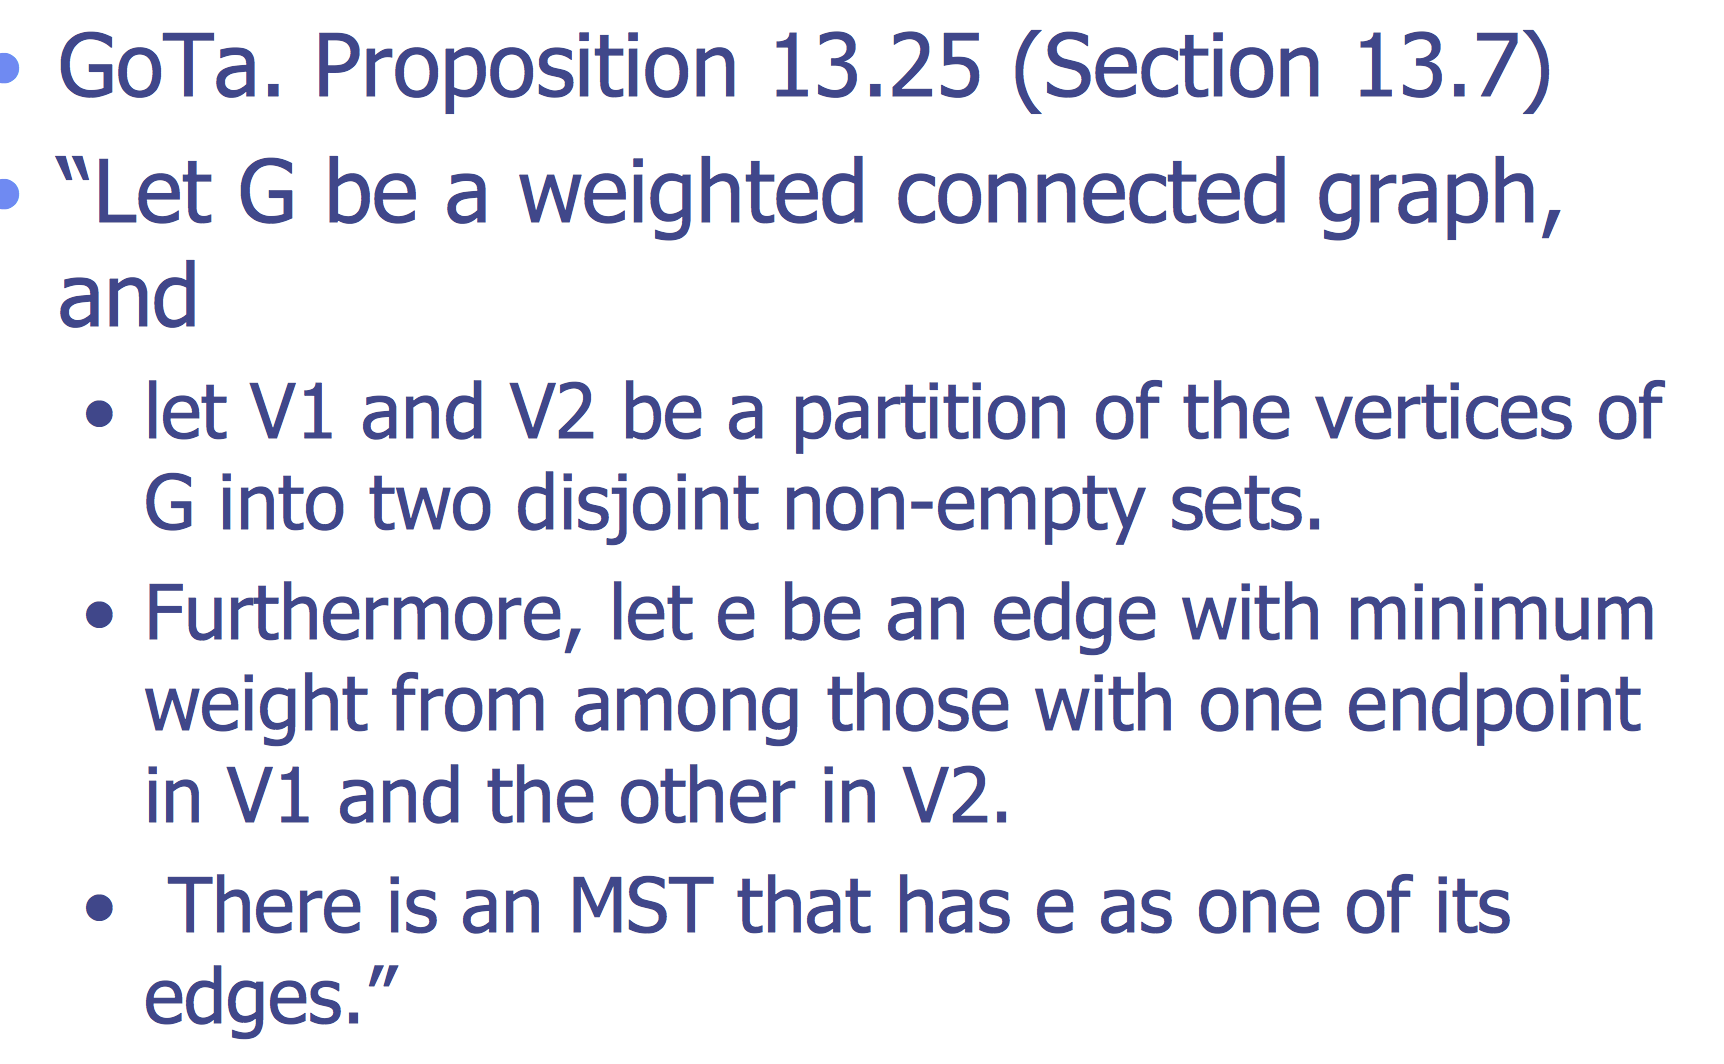 GoTa. Proposition 13.25 (Section 13.7)
“Let G be a weighted connected graph,
and
let V1 and V2 be a partition of the vertices of
G into two disjoint non-empty sets.
Furthermore, let e be an edge with minimum
weight from among those with one endpoint
in V1 and the other in V2.
There is an MST that has e as one of its
edges.”